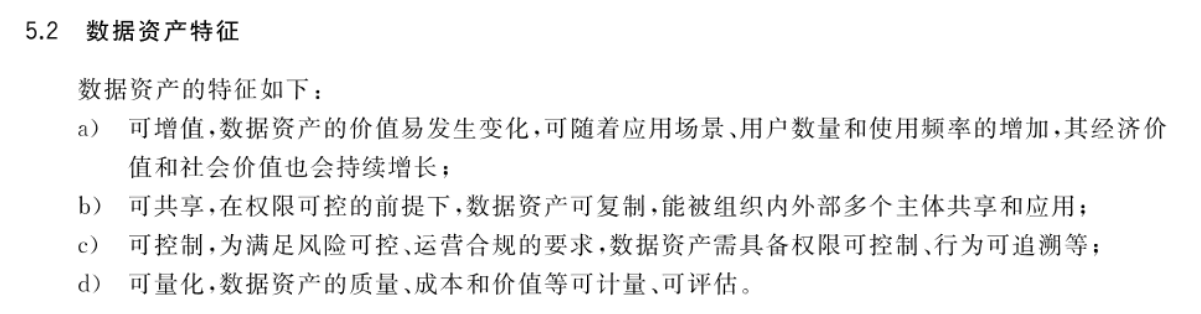 5.2 数据资产特征
数据资产的特征如下：
a） 可增值，数据资产的价值易发生变化，可随着应用场景、用户数量和使用频率的增加，其经济价
值和社会价值也会持续增长；
b） 可共享，在权限可控的前提下，数据资产可复制，能被组织内外部多个主体共享和应用；
c） 可控制，为满足风险可控、运营合规的要求，数据资产需具备权限可控制、行为可追溯等；
d） 可量化，数据资产的质量、成本和价值等可计量、可评估。